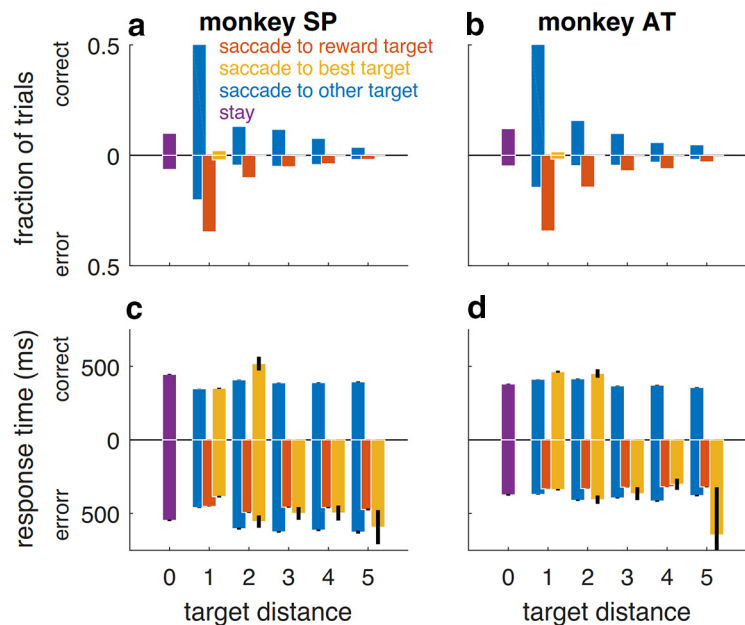 a monkey SP
b monkey AT
saccade to reward target
saccade to best target
saccade to other target
stay
fraction of trials
correct
error
0.5
0
0.5
c
d
response time (ms)
correct
errorr
500
0
500
0 1 2 3 4 5
0 1 2 3 4 5
target distance
target distance